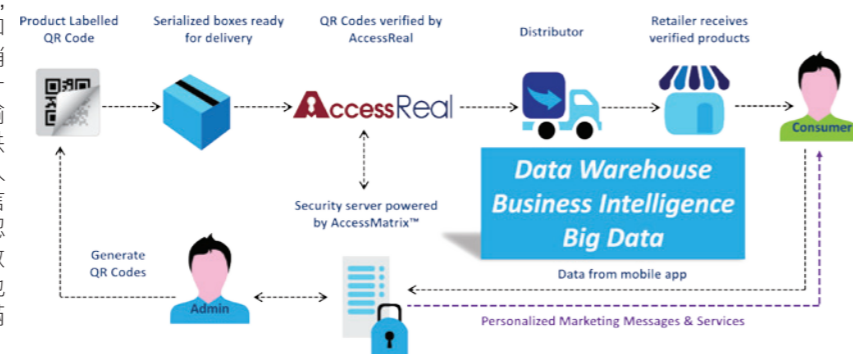 Product Labelled
QR Code
Serialized boxes ready
for delivery
QR Codes verified by
AccessReal
Distributor
Retailer receives
verified products
AccessReal
Consumer
Data Warehouse
Business Intelligence
Big Data
Security server powered
by AccessMatrix™
Generate
QR Codes
Admin
Data from mobile app
Personalized Marketing Messages & Services